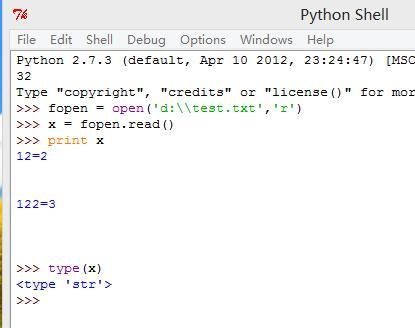 Python Shell
File Edit Shell Debug Options Windows Help
Python 2.7.3 (default, Apr 10 2012, 23:24:47) [MSC
32
Type "copyright", "credits" or "license()" for mor
>>> fopen = open('d:\\test.txt','r')
>>> x = fopen.read()
>>> print x
12=2
122=3
>>> type(x)
<type 'str'>
>>>